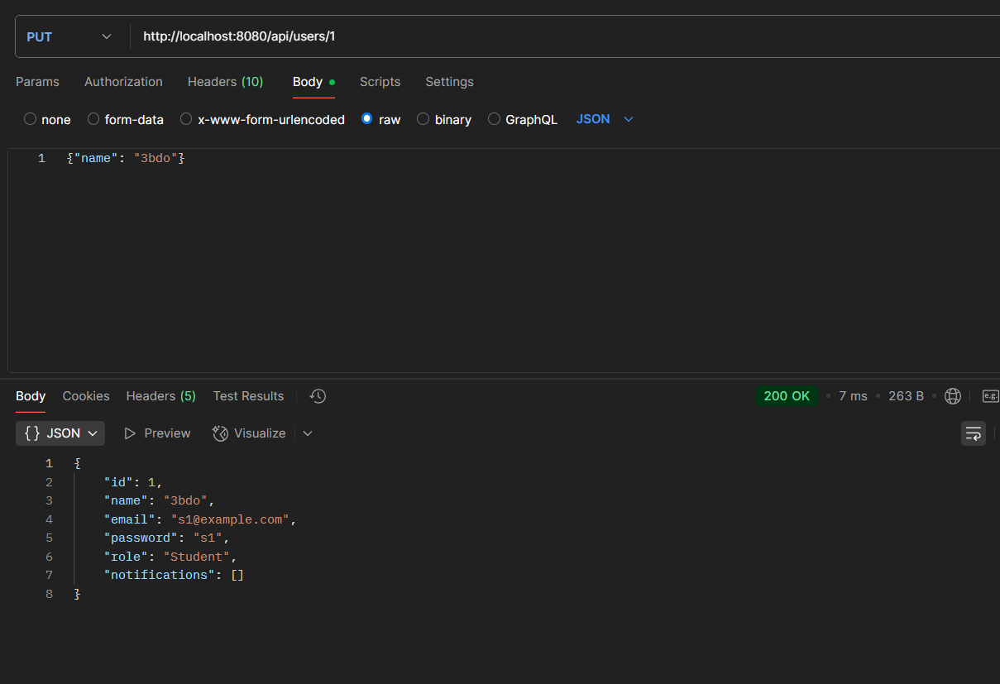 PUT http://localhost:8080/api/users/1
Params Authorization Headers (10) Body Scripts Settings
none form-data x-www-form-urlencoded raw binary GraphQL JSON
1 {"name": "3bdo"}
Body Cookies Headers (5) Test Results 200 OK • 7 ms • 263 B • e.g.
{} JSON Preview Visualize
1 {
2 "id": 1,
3 "name": "3bdo",
4 "email": "s1@example.com",
5 "password": "s1",
6 "role": "Student",
7 "notifications": []
8 }